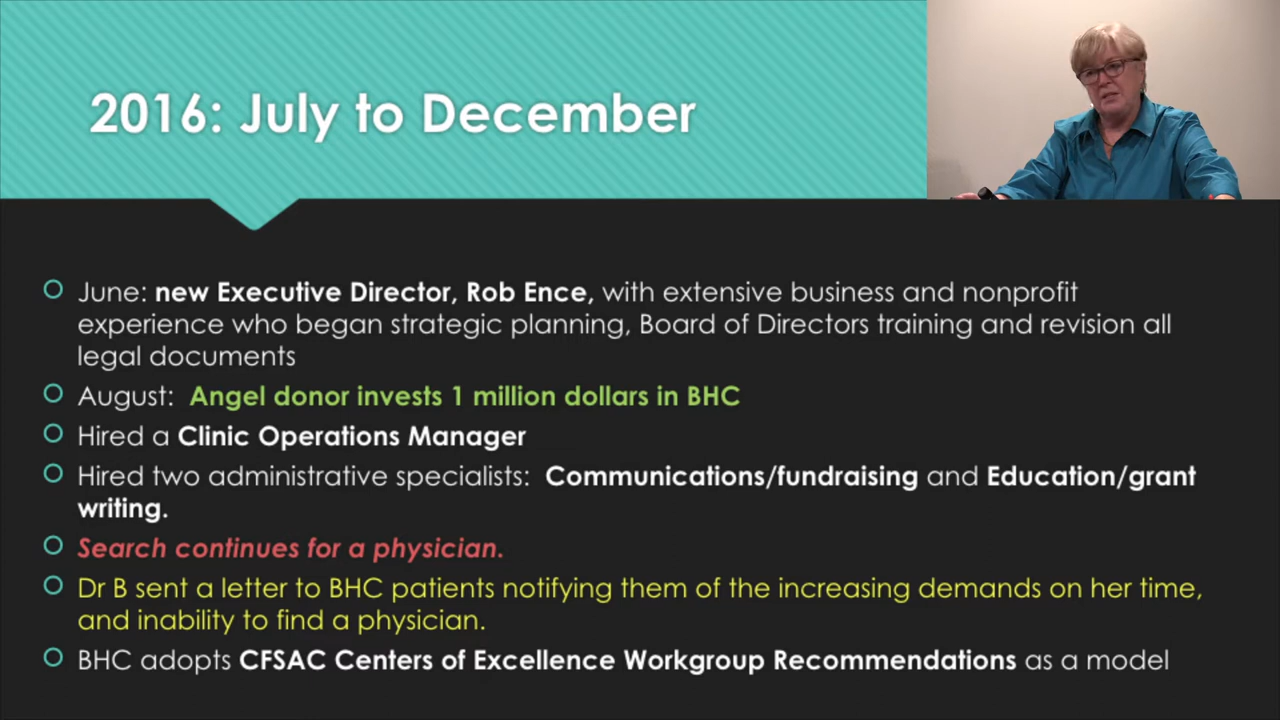 2016: July to December
June: new Executive Director, Rob Ence, with extensive business and nonprofit
experience who began strategic planning, Board of Directors training and revision all
legal documents
August: Angel donor invests 1 million dollars in BHC
Hired a Clinic Operations Manager
Hired two administrative specialists: Communications/fundraising and Education/grant
writing.
Search continues for a physician.
Dr B sent a letter to BHC patients notifying them of the increasing demands on her time,
and inability to find a physician.
BHC adopts CFSAC Centers of Excellence Workgroup Recommendations as a model